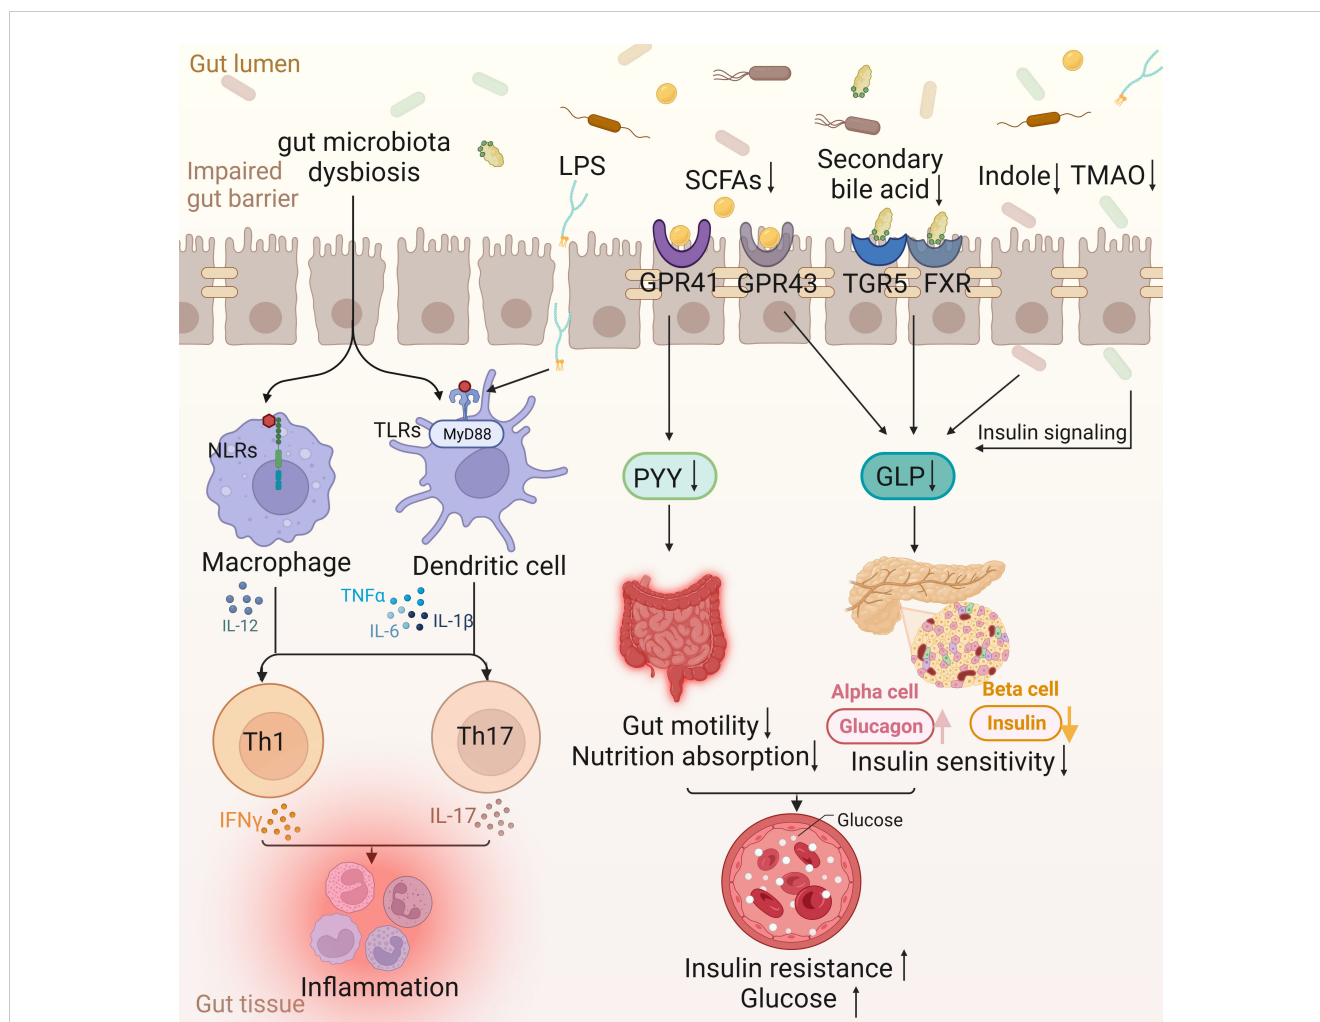 Gut lumen
gut microbiota
dysbiosis
Impaired
gut barrier
LPS
SCFAs↓
Secondary
bile acid↓
Indole↓ TMAO↓
GPR41 GPR43 TGR5 FXR
NLRs
TLRs
MyD88
Insulin signaling
PYY↓
GLP↓
Macrophage
Dendritic cell
IL-12
TNFα
IL-6
IL-1β
Th1
Th17
IFNγ
IL-17
Inflammation
Gut tissue
Gut motility↓
Nutrition absorption↓
Alpha cell
Glucagon↑
Beta cell
Insulin↓
Insulin sensitivity↓
Glucose
Insulin resistance↑
Glucose↑